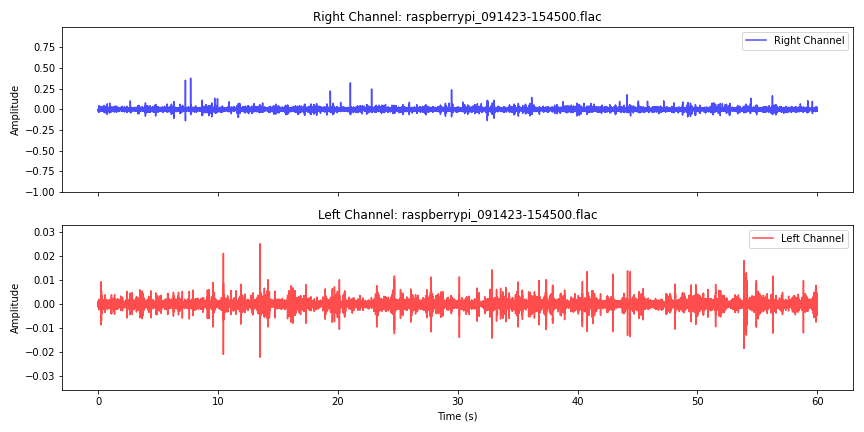 Right Channel: raspberrypi_091423-154500.flac
Right Channel
0.75
0.50
0.25
0.00
−0.25
−0.50
−0.75
−1.00
Amplitude
Left Channel: raspberrypi_091423-154500.flac
Left Channel
0.03
0.02
0.01
0.00
−0.01
−0.02
−0.03
Amplitude
0 10 20 30 40 50 60
Time (s)